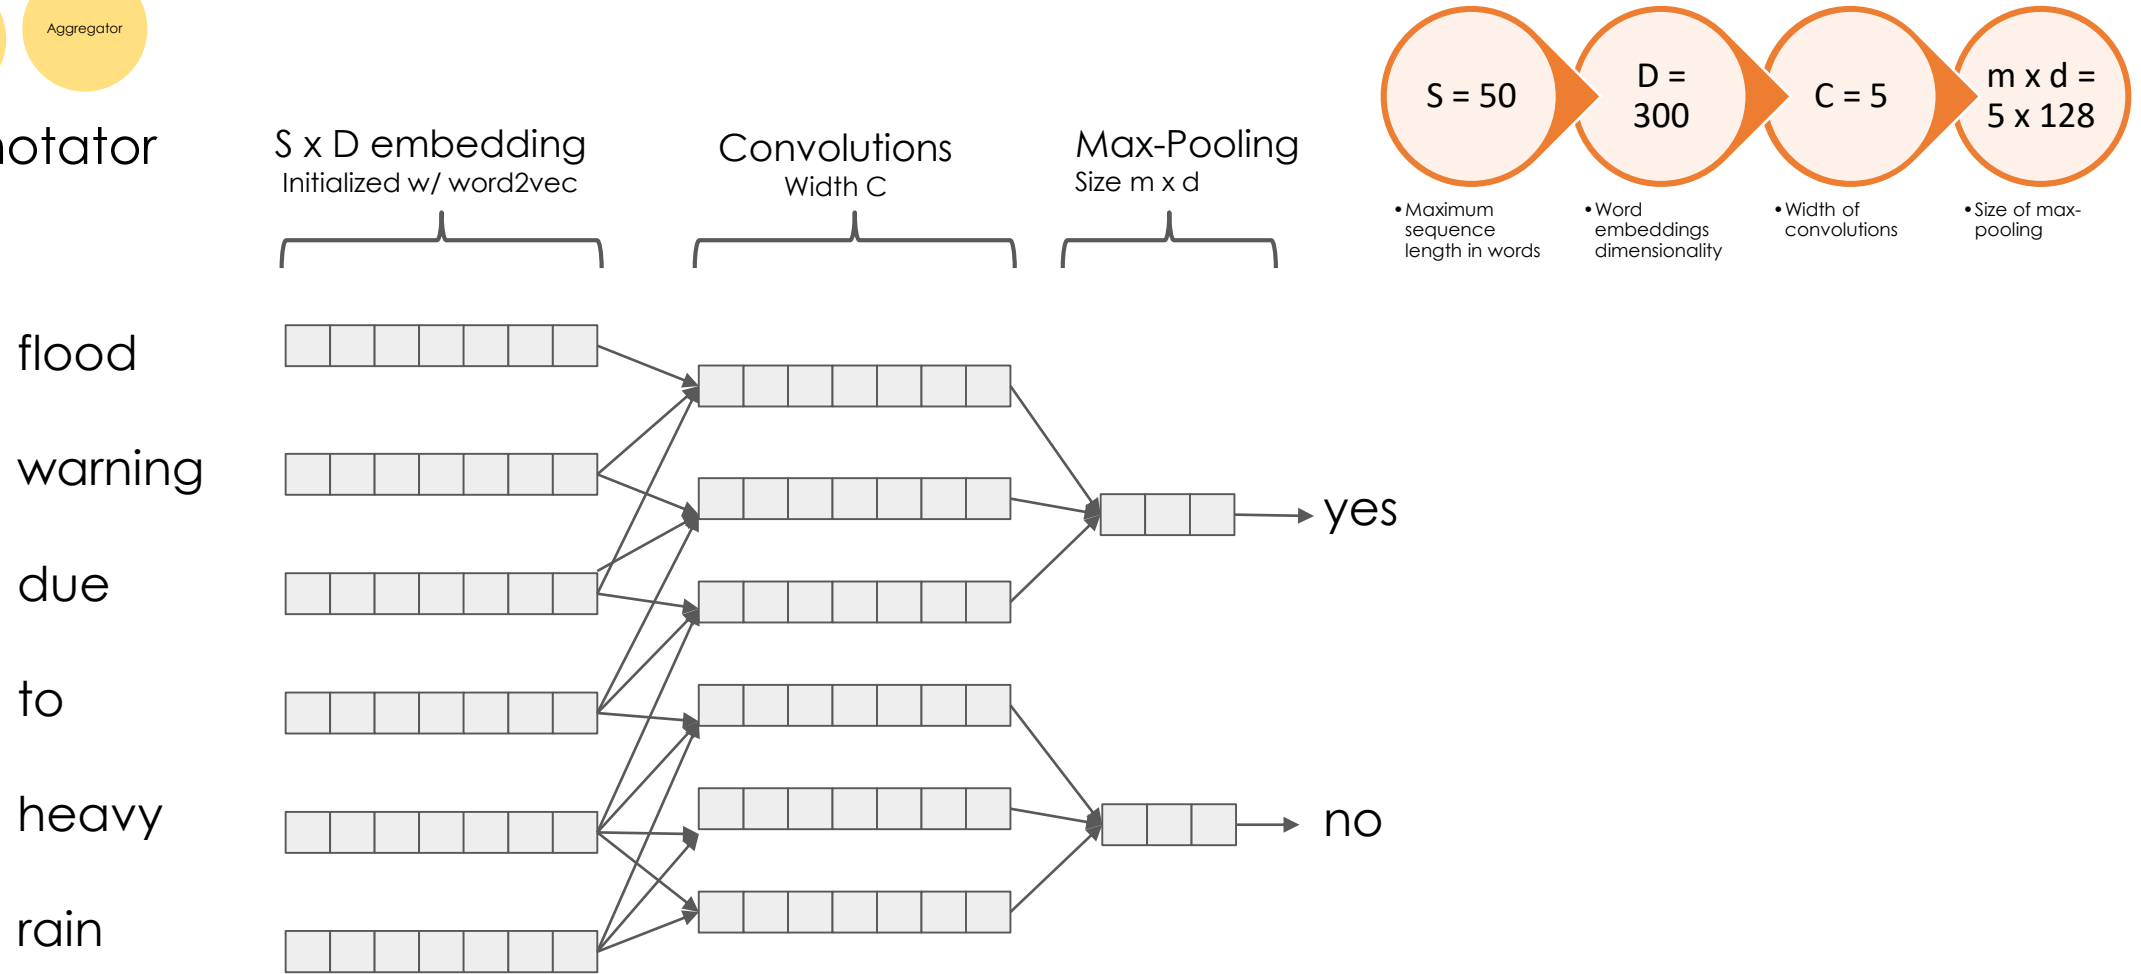 Aggregator
notator
S x D embedding
Initialized w/ word2vec
Convolutions
Width C
Max-Pooling
Size m x d
S = 50
D =
300
C = 5
m x d =
5 x 128
•Maximum
sequence
length in words
•Word
embeddings
dimensionality
•Width of
convolutions
•Size of max-
pooling
flood
warning
due
to
heavy
rain
yes
no